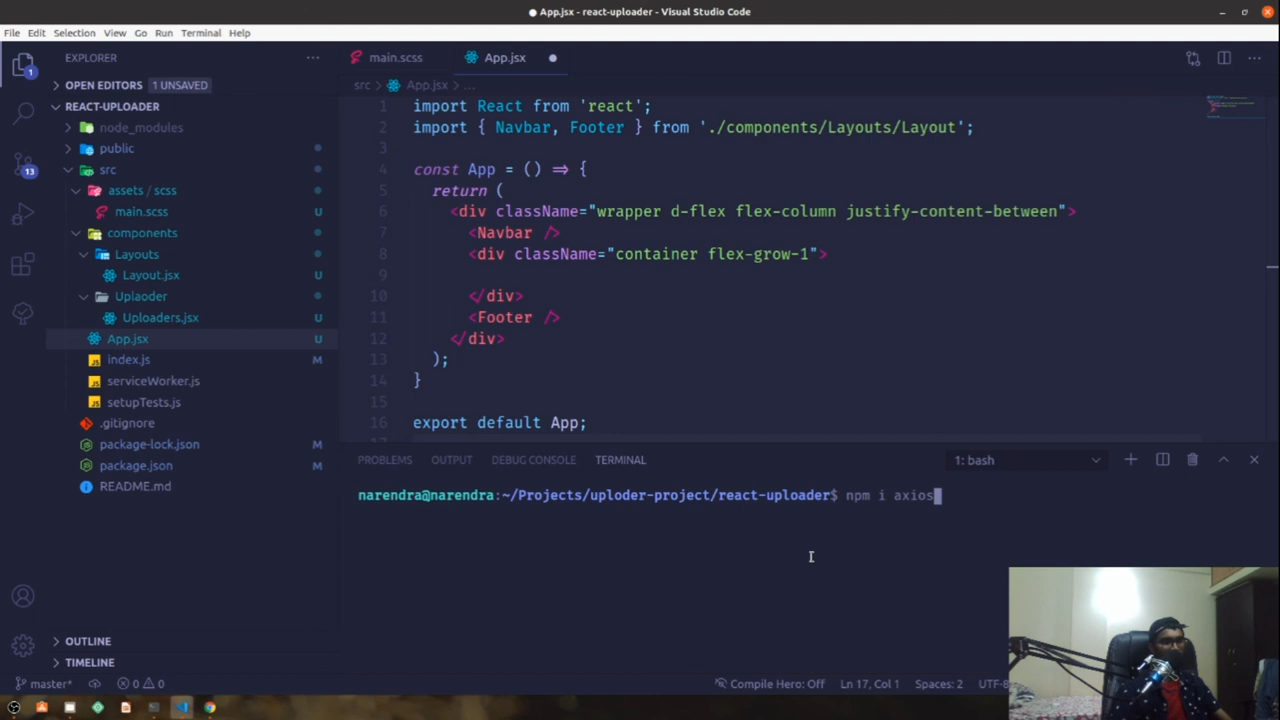 App.jsx - react-uploader - Visual Studio Code
File Edit Selection View Go Run Terminal Help
EXPLORER
OPEN EDITORS 1 UNSAVED
REACT-UPLOADER
node_modules
public
src
assets / scss
main.scss U
components
Layouts
Layout.jsx U
Uplaoder
Uploaders.jsx U
App.jsx U
index.js M
serviceWorker.js
setupTests.js
.gitignore
package-lock.json M
package.json M
README.md
OUTLINE
TIMELINE
1
13
main.scss App.jsx
src > App.jsx > ...
1 import React from 'react';
2 import { Navbar, Footer } from './components/Layouts/Layout';
3
4 const App = () => {
5 return (
6 <div className="wrapper d-flex flex-column justify-content-between">
7 <Navbar />
8 <div className="container flex-grow-1">
9
10 </div>
11 <Footer />
12 </div>
13 );
14 }
15
16 export default App;
17
PROBLEMS OUTPUT DEBUG CONSOLE TERMINAL 1: bash
narendra@narendra:~/Projects/uploder-project/react-uploader$ npm i axios
master* 0 0 Compile Hero: Off Ln 17, Col 1 Spaces: 2 UTF-8